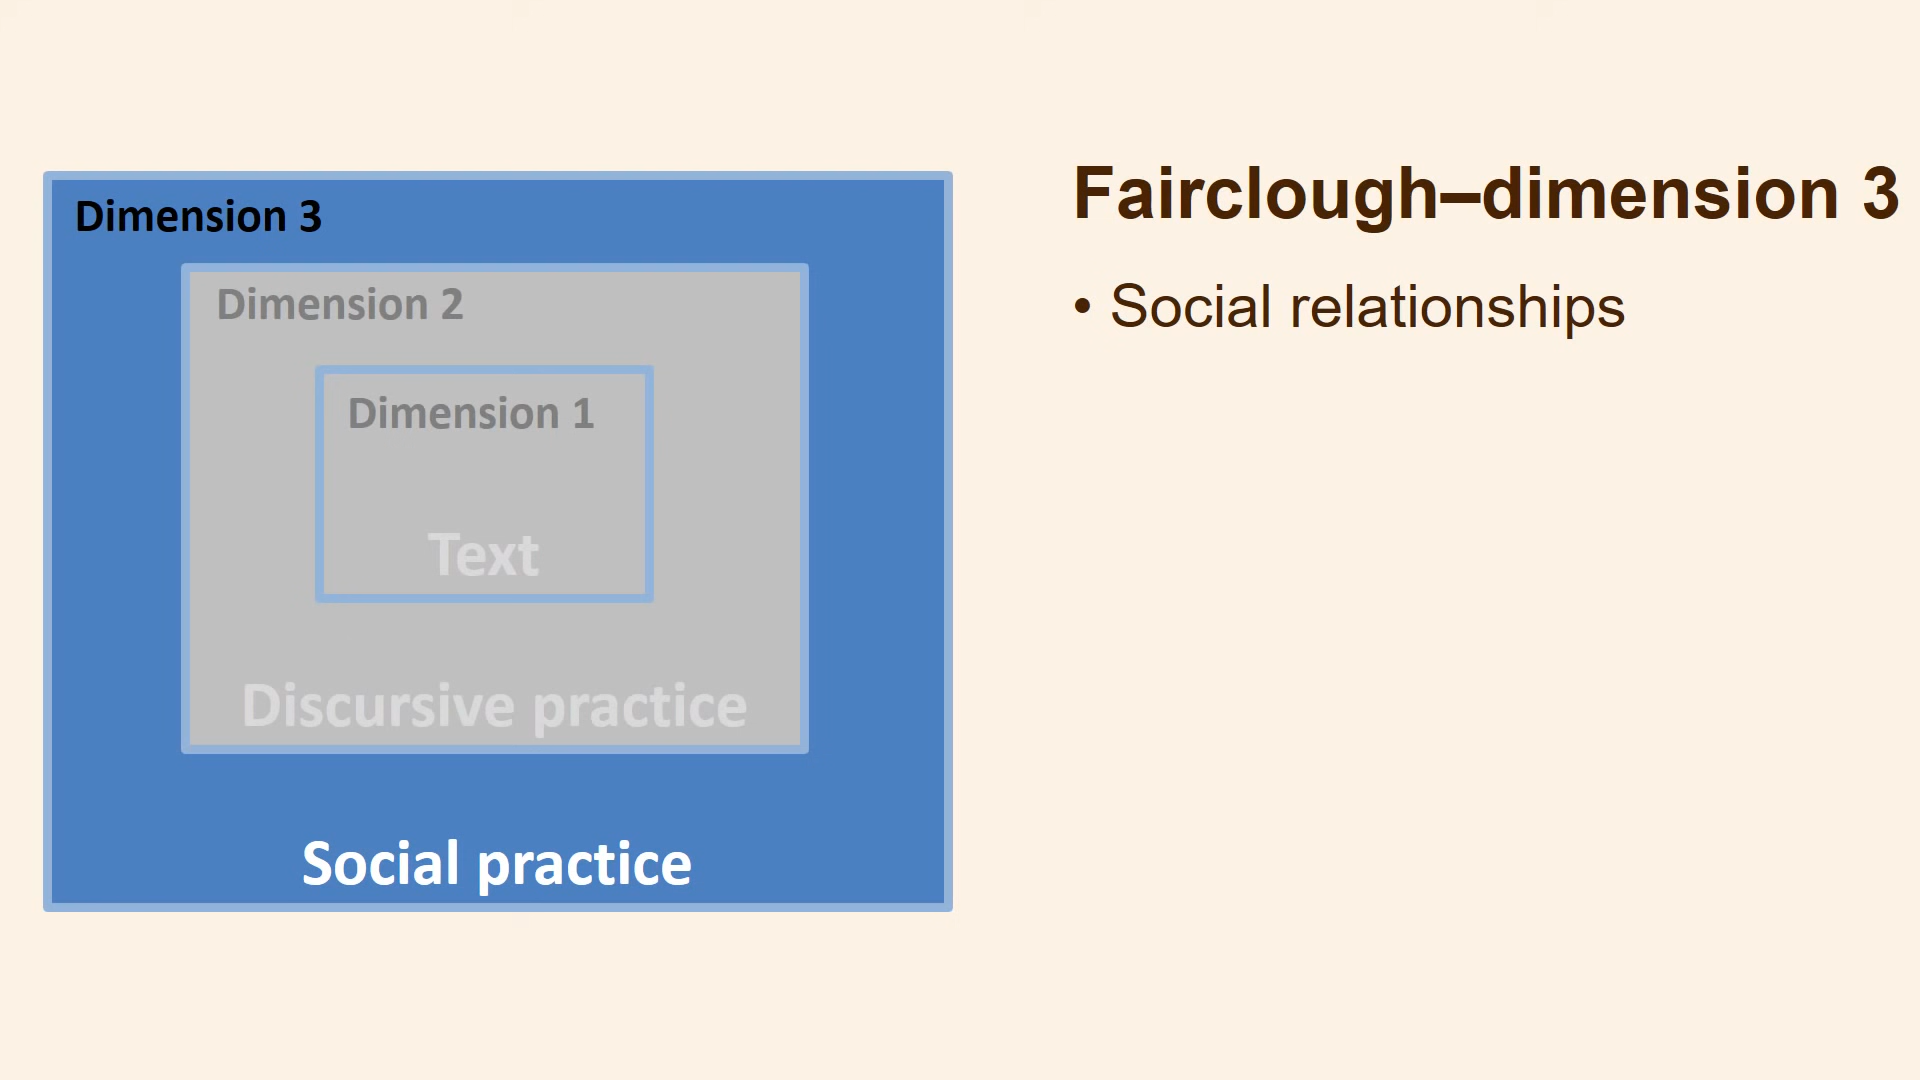 Dimension 3
Dimension 2
Dimension 1
Text
Discursive practice
Social practice
Fairclough–dimension 3
• Social relationships